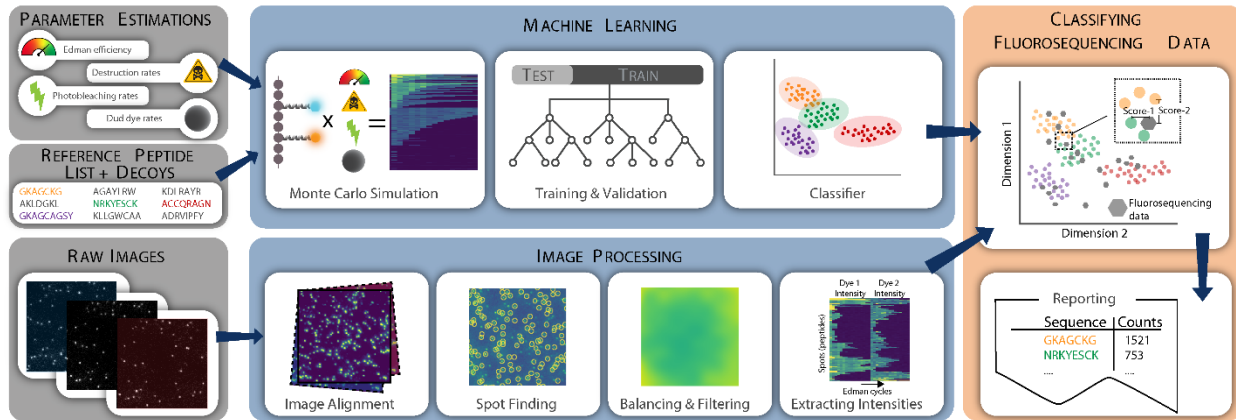 PARAMETER ESTIMATIONS
Edman efficiency
Destruction rates
Photobleaching rates
Dud dye rates
REFERENCE PEPTIDE
LIST + DECOYS
GKAGCKG AGAYLRW KDLRAYR
AKLDGKL NRKYESCK ACCQRAGN
GKAGCAGSY KLLGWCAA ADRVIPFY
RAW IMAGES
MACHINE LEARNING
X
=
Monte Carlo Simulation
TEST TRAIN
Training & Validation
Classifier
IMAGE PROCESSING
Image Alignment
Spot Finding
Balancing & Filtering
Dye 1 Dye 2
Intensity Intensity
Spots (peptides)
Edman cycles
Extracting Intensities
CLASSIFYING
FLUOROSEQUENCING DATA
Score-1
Score-2
Dimension 1
Fluorosequencing
data
Dimension 2
Reporting
Sequence Counts
GKAGCKG 1521
NRKYESCK 753
.... ....